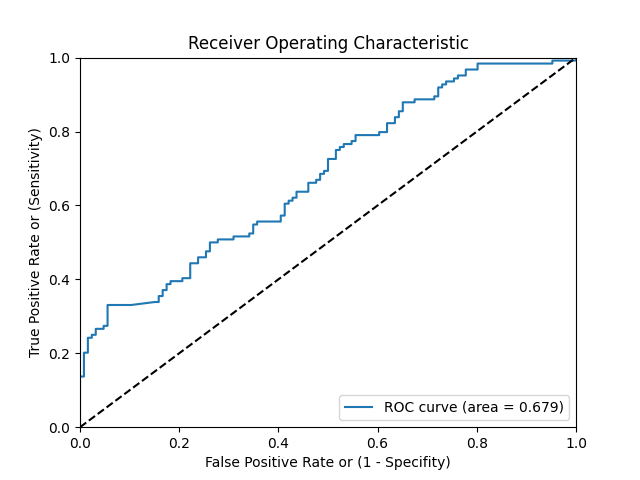 Receiver Operating Characteristic
True Positive Rate or (Sensitivity)
1.0
0.8
0.6
0.4
0.2
0.0
ROC curve (area = 0.679)
0.0 0.2 0.4 0.6 0.8 1.0
False Positive Rate or (1 - Specifity)